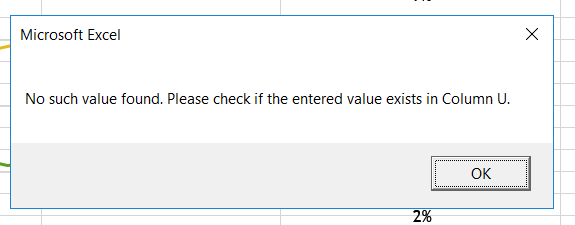 Microsoft Excel
No such value found. Please check if the entered value exists in Column U.
OK
2%